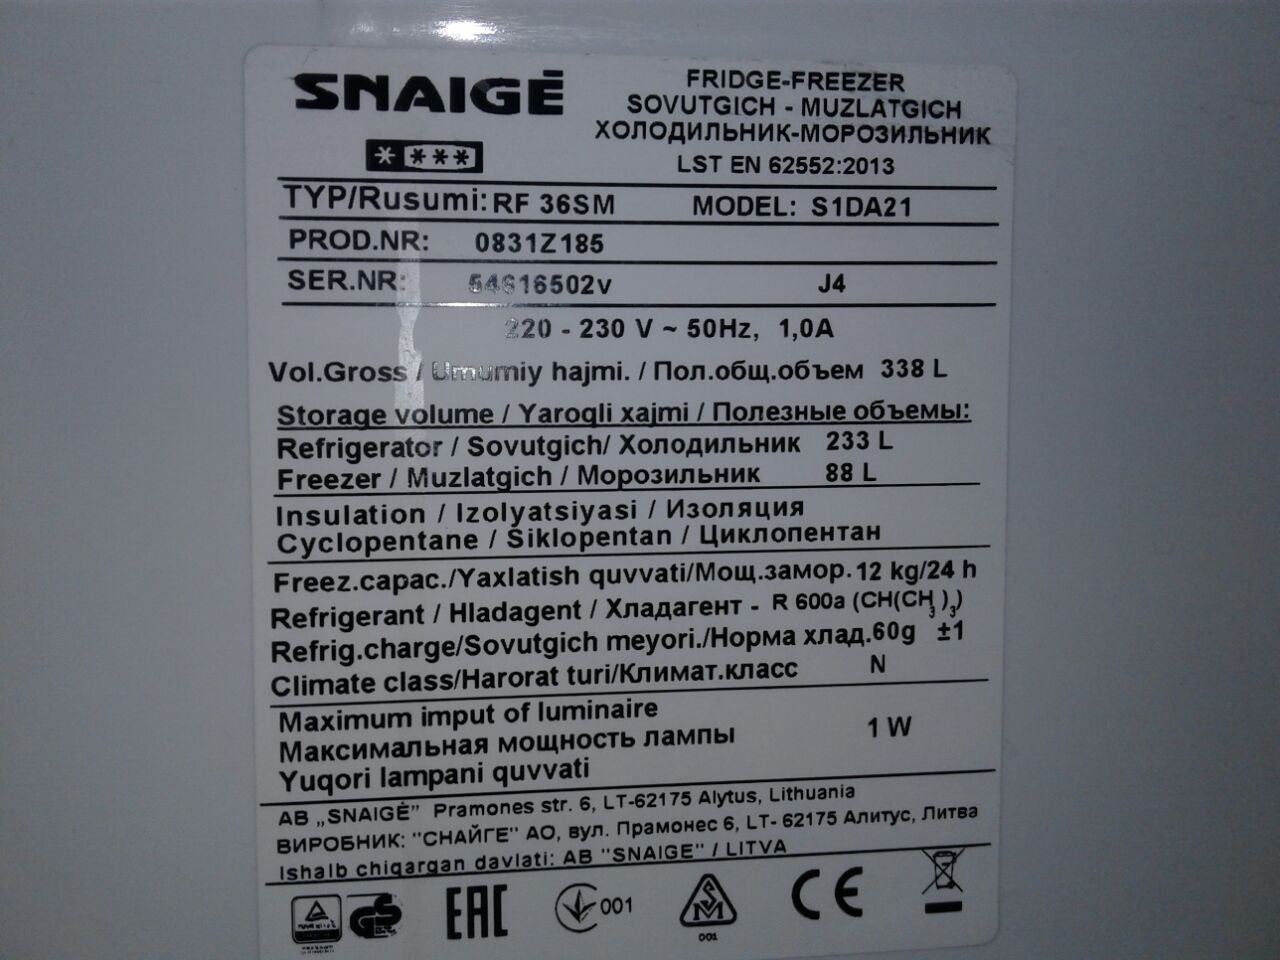 SNAIGĖ
FRIDGE-FREEZER
SOVUTGICH - MUZLATGICH
ХОЛОДИЛЬНИК-МОРОЗИЛЬНИК
* ***
LST EN 62552:2013
TYP/Rusumi: RF 36SM MODEL: S1DA21
PROD.NR: 0831Z185
SER.NR: 54616502v J4
220 - 230 V ~ 50Hz, 1,0A
Vol.Gross / Umumiy hajmi. / Пол.общ.объем 338 L
Storage volume / Yaroqli xajmi / Полезные объемы:
Refrigerator / Sovutgich/ Холодильник 233 L
Freezer / Muzlatgich / Морозильник 88 L
Insulation / Izolyatsiyasi / Изоляция
Cyclopentane / Siklopentan / Циклопентан
Freez.capac./Yaxlatish quvvati/Мощ.замор. 12 kg/24 h
Refrigerant / Hladagent / Хладагент - R 600a (CH(CH₃)₃)
Refrig.charge/Sovutgich meyori./Норма хлад. 60g ±1
Climate class/Harorat turi/Климат.класс N
Maximum imput of luminaire
Максимальная мощность лампы 1 W
Yuqori lampani quvvati
AB „SNAIGĖ" Pramones str. 6, LT-62175 Alytus, Lithuania
ВИРОБНИК: "СНАЙГЕ" АО, вул. Прамонес 6, LT- 62175 Алитус, Литва
Ishalb chiqargan davlati: AB "SNAIGE" / LITVA
GS EAC 001 SM 001 CE